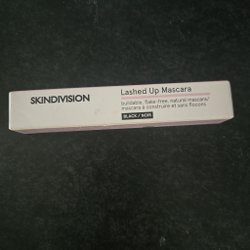 SKINDIVISION
Lashed Up Mascara
buildable, flake-free, natural mascara/
mascara à construire et sans flocons
BLACK / NOIR